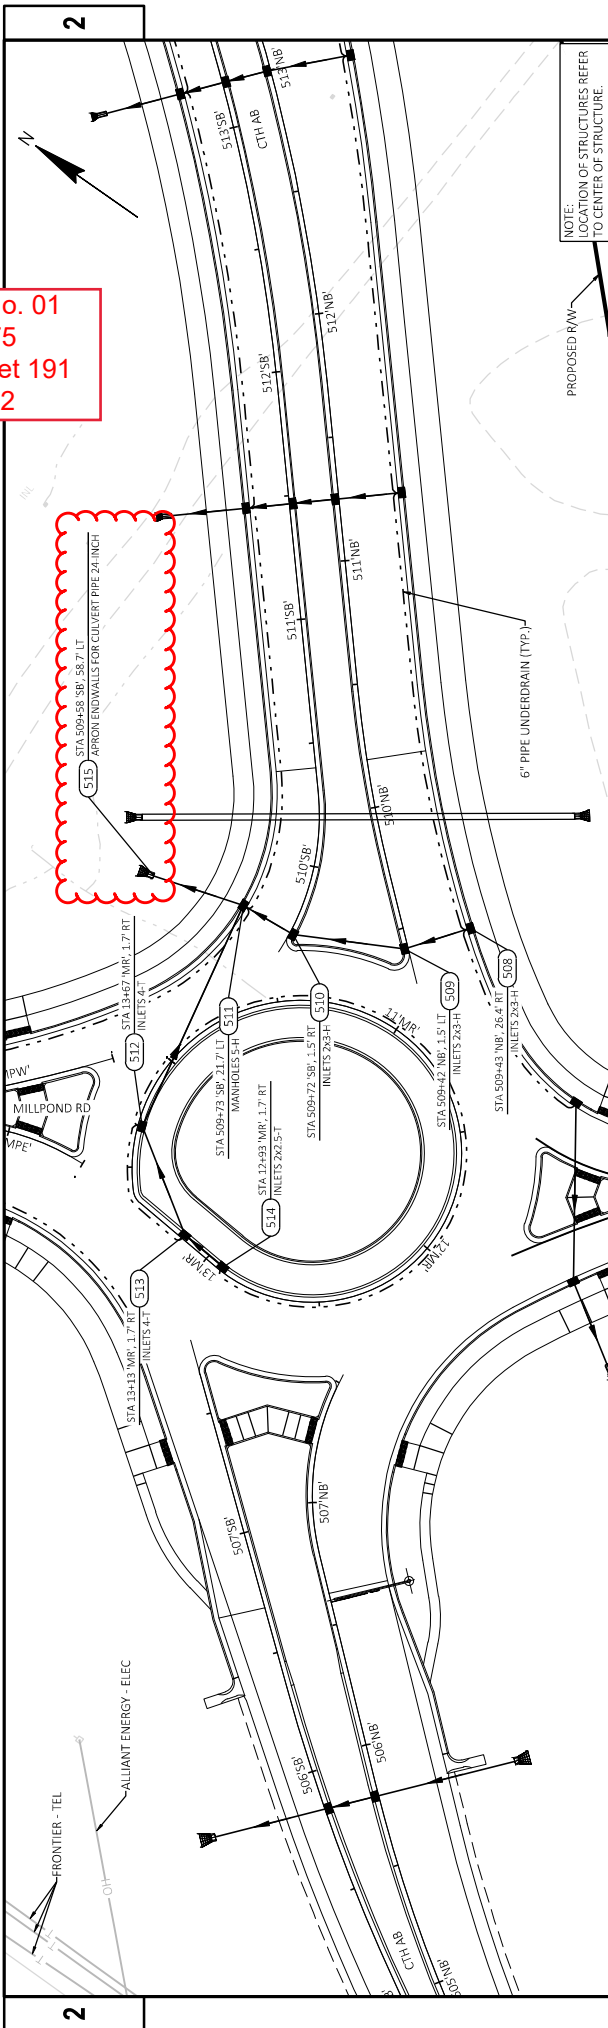 2
N
o. 01
75
et 191
2
NOTE:
LOCATION OF STRUCTURES REFER
TO CENTER OF STRUCTURE.
PROPOSED R/W
513'SB'
CTH AB
513'NB'
512'SB'
512'NB'
INL
STA 509+58 'SB', 58.7' LT
APRON ENDWALLS FOR CULVERT PIPE 24-INCH
515
511'SB'
511'NB'
6" PIPE UNDERDRAIN (TYP.)
510'SB'
510'NB'
STA 13+67 'MR', 1.7' RT
INLETS 4-T
512
511
STA 509+73 'SB', 21.7' LT
MANHOLES 5-H
510
STA 509+72 'SB', 1.5' RT
INLETS 2x3-H
509
STA 509+42 'NB', 1.5' LT
INLETS 2x3-H
508
STA 509+43 'NB', 26.4' RT
INLETS 2x3-H
11'MR'
MPW'
MILLPOND RD
MPE'
STA 12+93 'MR', 1.7' RT
INLETS 2x2.5-T
514
12'MR'
13'MR'
513
STA 13+13 'MR', 1.7' RT
INLETS 4-T
507'SB'
507'NB'
506'SB'
506'NB'
ALLIANT ENERGY - ELEC
FRONTIER - TEL
OH
CTH AB
505'NB'
2